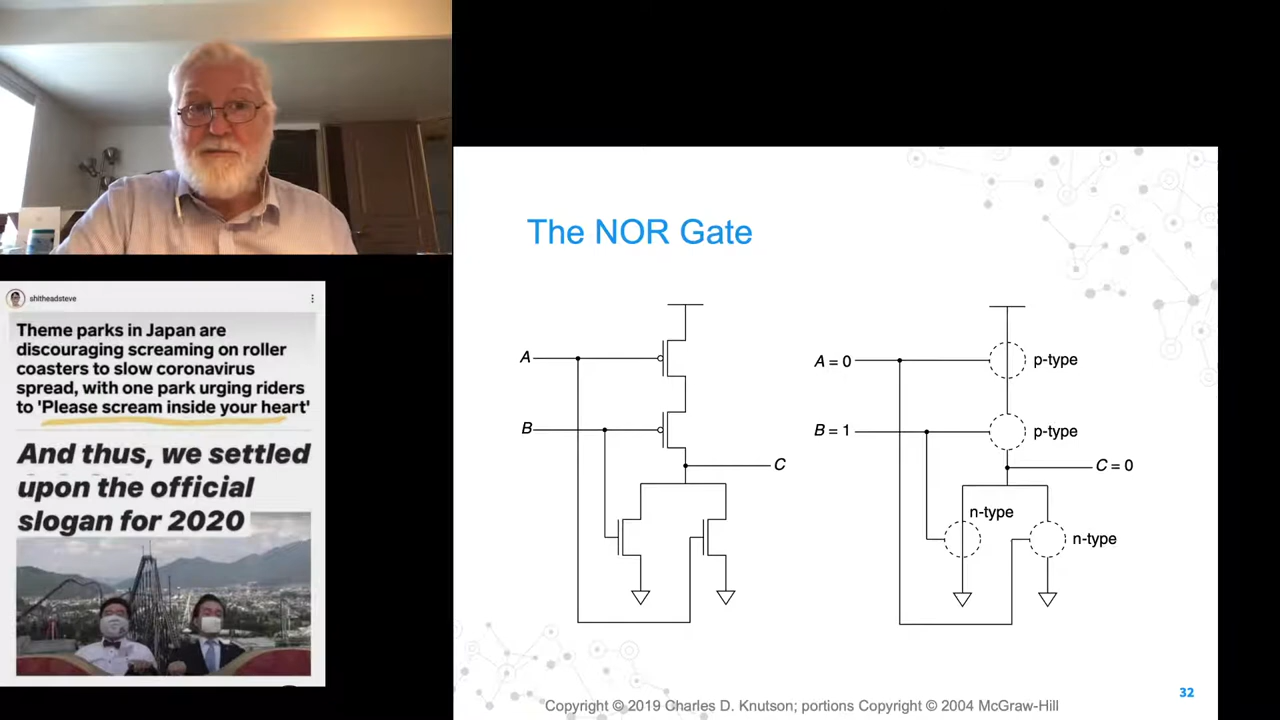 shitheadsteve
Theme parks in Japan are
discouraging screaming on roller
coasters to slow coronavirus
spread, with one park urging riders
to 'Please scream inside your heart'
And thus, we settled
upon the official
slogan for 2020
The NOR Gate
A
B
C
A = 0
p-type
B = 1
p-type
C = 0
n-type
n-type
32
Copyright © 2019 Charles D. Knutson; portions Copyright © 2004 McGraw-Hill